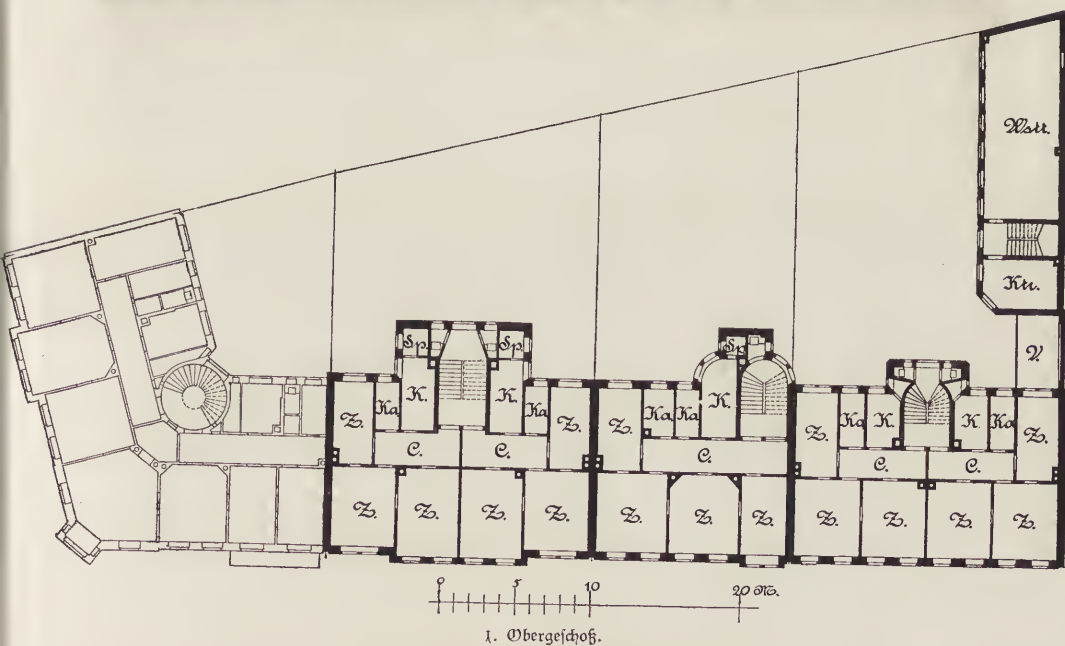 Wstt.
Ktr.
V.
Sp. Sp. Sp.
Z. Ka K. K. Ka Z. Z. Ka Ka K. Z. Ka K. K. Ka Z.
C. C. C. C. C.
Z. Z. Z. Z. Z. Z. Z. Z. Z. Z. Z.
0 5 10 20 M.
1. Obergeſchoß.